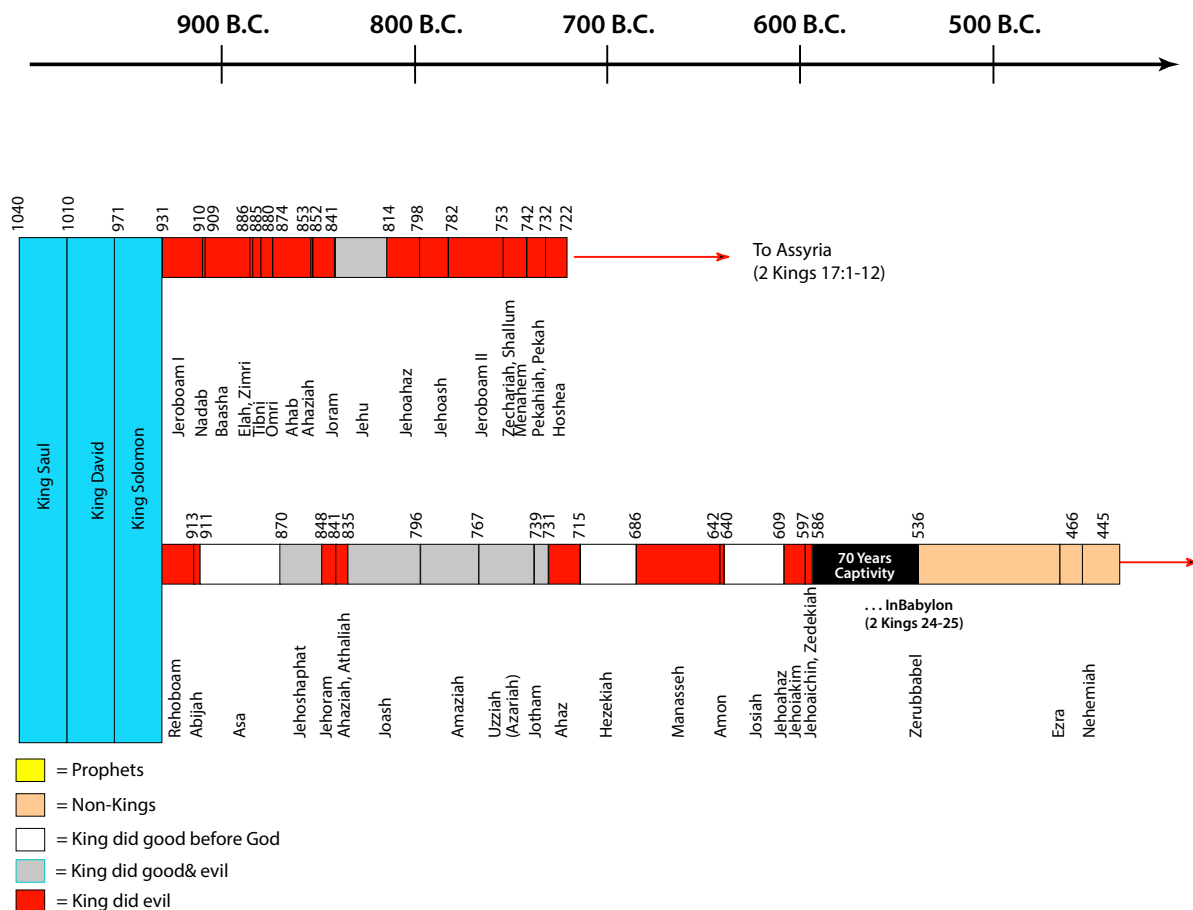 900 B.C. 800 B.C. 700 B.C. 600 B.C. 500 B.C.
1040 1010 971 931 910 909 886 885 880 874 853 852 841 814 798 782 753 742 732 722
To Assyria
(2 Kings 17:1-12)
King Saul
King David
King Solomon
Jeroboam I
Nadab
Baasha
Elah, Zimri
Tibni
Omri
Ahab
Ahaziah
Joram
Jehu
Jehoahaz
Jehoash
Jeroboam II
Zechariah, Shallum
Menahem
Pekahiah, Pekah
Hoshea
913 911 870 848 841 835 796 767 739 731 715 686 642 640 609 597 586 536 466 445
70 Years
Captivity
. . . InBabylon
(2 Kings 24-25)
Rehoboam
Abijah
Asa
Jehoshaphat
Jehoram
Ahaziah, Athaliah
Joash
Amaziah
Uzziah
(Azariah)
Jotham
Ahaz
Hezekiah
Manasseh
Amon
Josiah
Jehoahaz
Jehoiakim
Jehoaichin, Zedekiah
Zerubbabel
Ezra
Nehemiah
= Prophets
= Non-Kings
= King did good before God
= King did good& evil
= King did evil